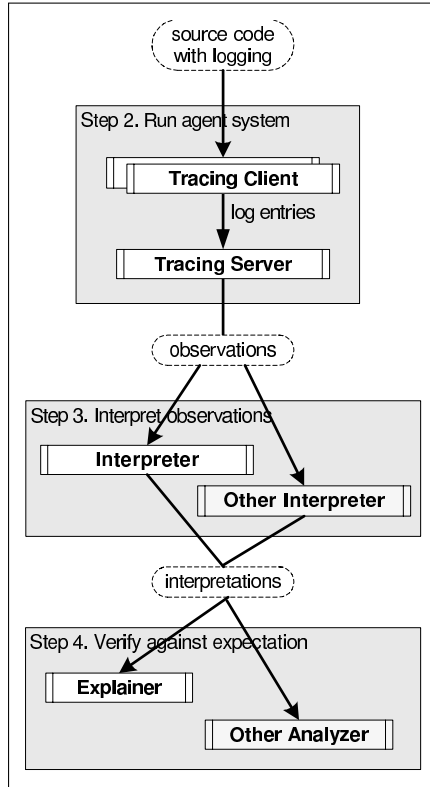 source code
with logging
Step 2. Run agent system
Tracing Client
log entries
Tracing Server
observations
Step 3. Interpret observations
Interpreter
Other Interpreter
interpretations
Step 4. Verify against expectation
Explainer
Other Analyzer